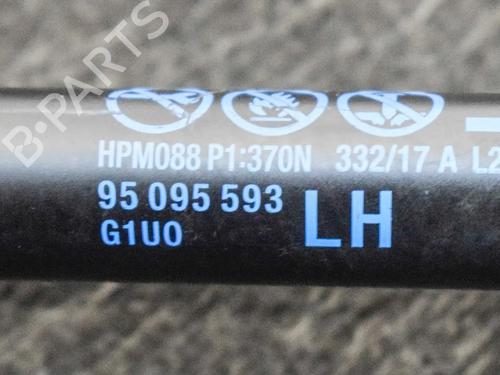 B-PARTS
HPM088 P1:370N 332/17 A L2
95 095 593
G1U0
LH